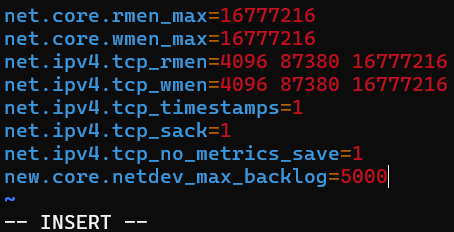 net.core.rmen_max=16777216
net.core.wmen_max=16777216
net.ipv4.tcp_rmen=4096 87380 16777216
net.ipv4.tcp_wmen=4096 87380 16777216
net.ipv4.tcp_timestamps=1
net.ipv4.tcp_sack=1
net.ipv4.tcp_no_metrics_save=1
new.core.netdev_max_backlog=5000
~
-- INSERT --